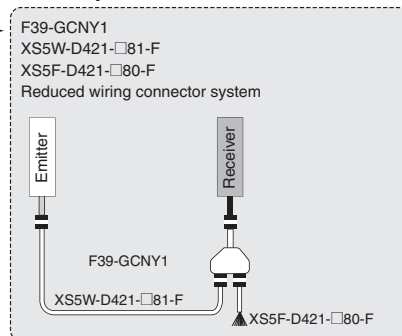 F39-GCNY1
XS5W-D421-□81-F
XS5F-D421-□80-F
Reduced wiring connector system
Emitter
Receiver
F39-GCNY1
XS5W-D421-□81-F
XS5F-D421-□80-F